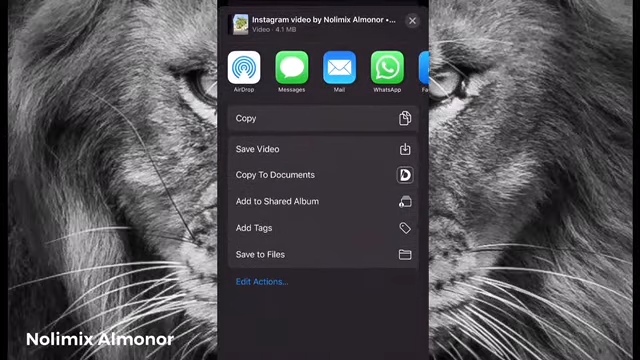 Instagram video by Nolimix Almonor •...
Video · 4.1 MB
AirDrop
Messages
Mail
WhatsApp
Fa
Copy
Save Video
Copy To Documents
Add to Shared Album
Add Tags
Save to Files
Edit Actions...
Nolimix Almonor